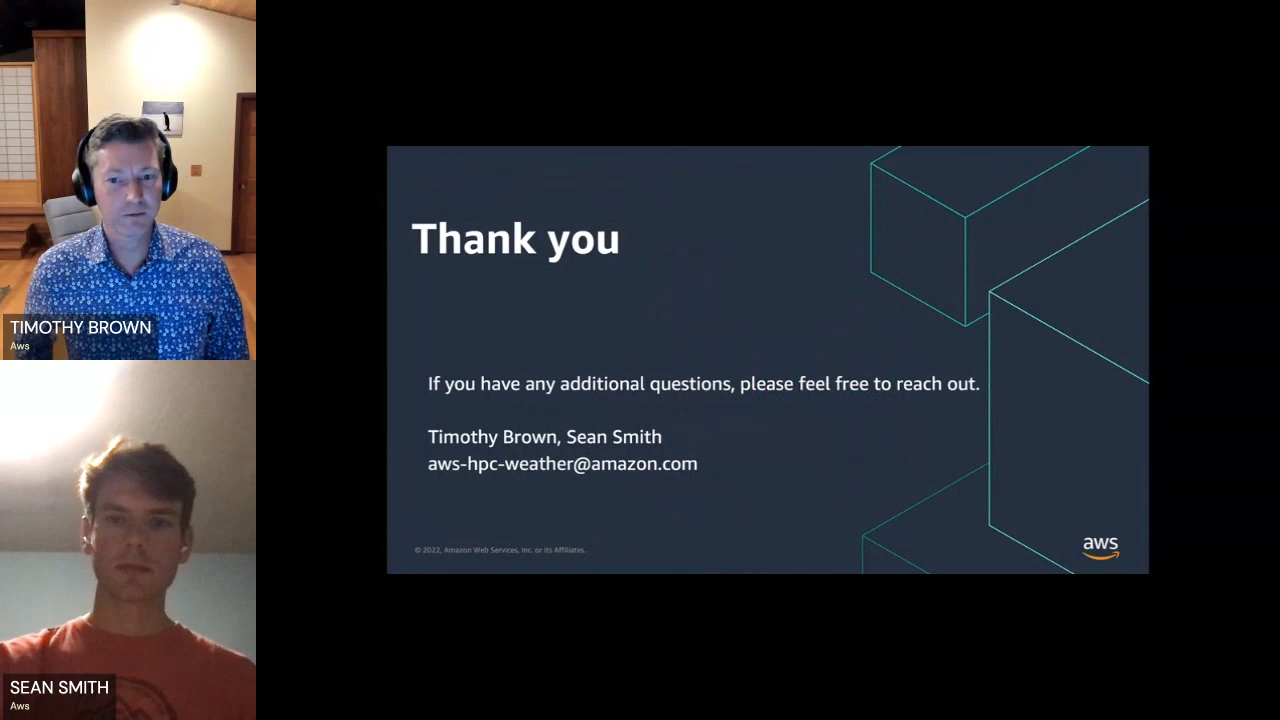 TIMOTHY BROWN
Aws
SEAN SMITH
Aws
Thank you
If you have any additional questions, please feel free to reach out.
Timothy Brown, Sean Smith
aws-hpc-weather@amazon.com
© 2022, Amazon Web Services, Inc. or its Affiliates.
aws